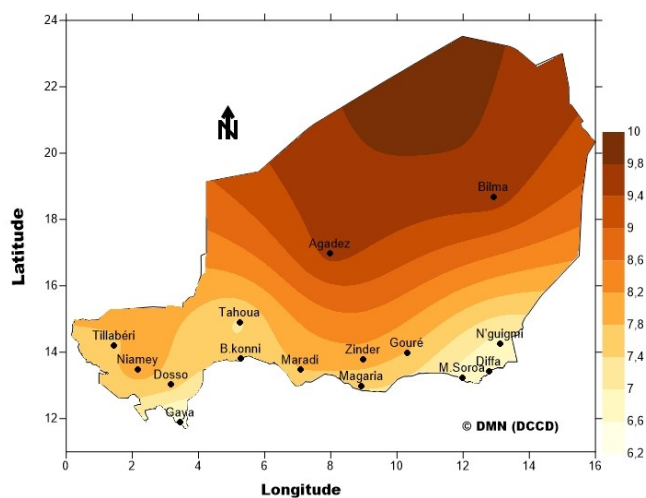 24
22
20
18
16
14
12
Latitude
N
Bilma
Agadez
Tahoua
Tillabéri
Niamey
Dosso
B.konni
Gaya
Maradi
Zinder
Magaria
Gouré
N'guigmi
M.Soroa
Diffa
© DMN (DCCD)
0 2 4 6 8 10 12 14 16
Longitude
10
9,8
9,4
9
8,6
8,2
7,8
7,4
7
6,6
6,2